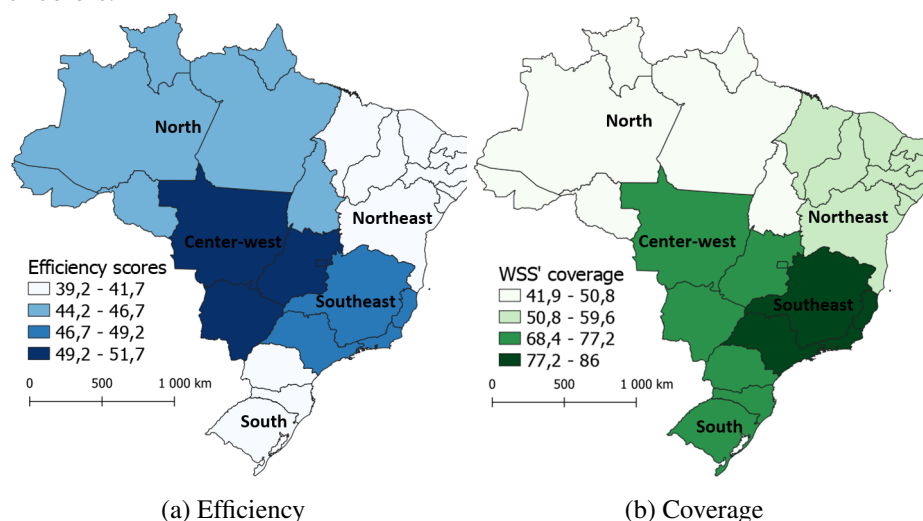 North
Northeast
Center-west
Southeast
South
Efficiency scores
39,2 - 41,7
44,2 - 46,7
46,7 - 49,2
49,2 - 51,7
0 500 1 000 km
(a) Efficiency
North
Northeast
Center-west
Southeast
South
WSS' coverage
41,9 - 50,8
50,8 - 59,6
68,4 - 77,2
77,2 - 86
0 500 1 000 km
(b) Coverage